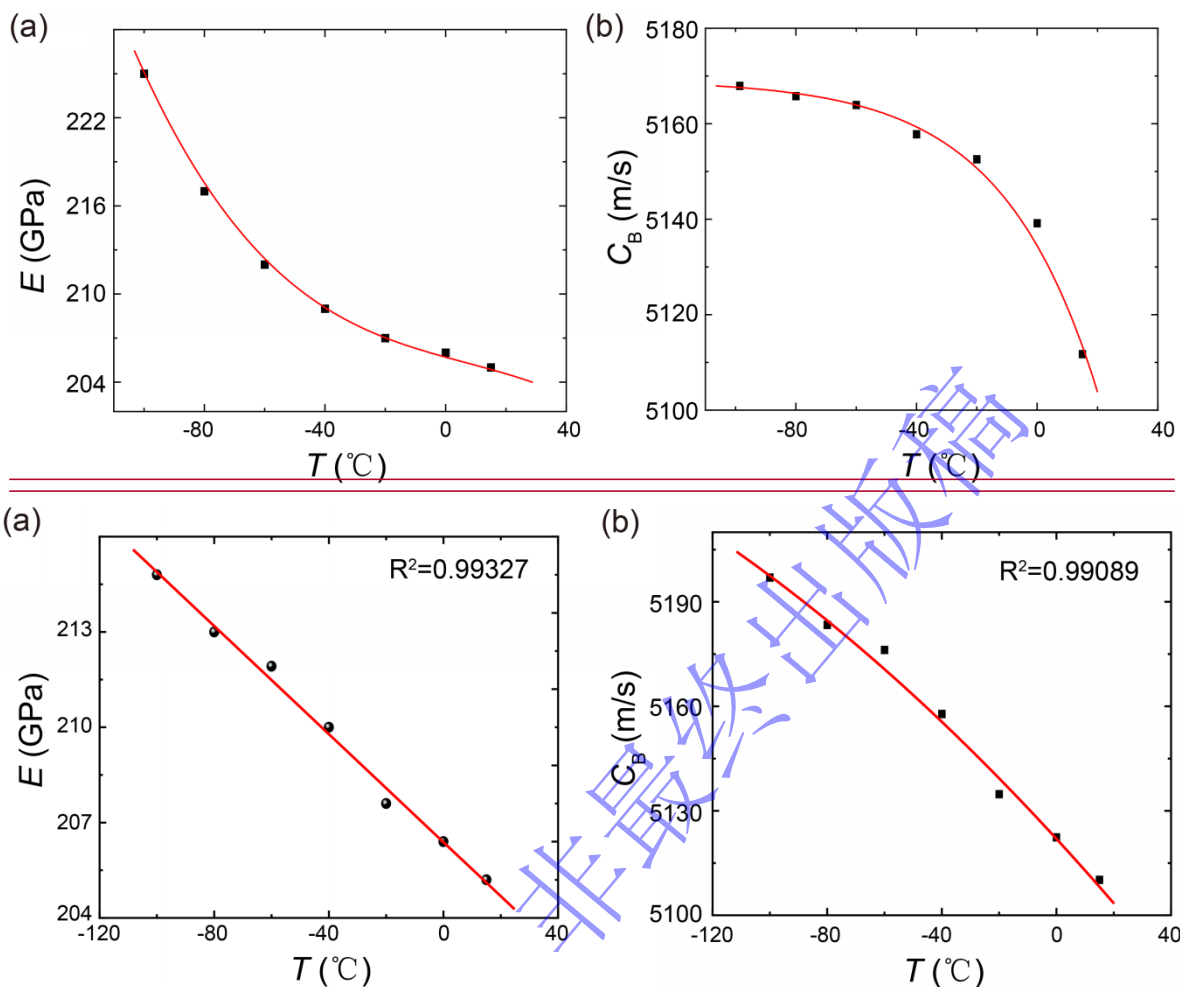 (a)
(b)
222
216
210
204
E (GPa)
-80
-40
0
40
T (℃)
5180
5160
5140
5120
5100
C_B (m/s)
-80
-40
0
40
T (℃)
(a)
(b)
R²=0.99327
213
210
207
204
E (GPa)
-120
-80
-40
0
40
T (℃)
R²=0.99089
5190
5160
5130
5100
C_B (m/s)
-120
-80
-40
0
40
T (℃)
非最终出版稿